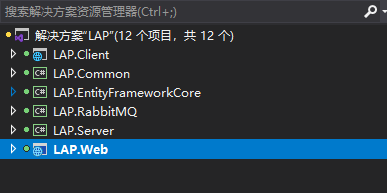 搜索解决方案资源管理器(Ctrl+;)
解决方案"LAP"(12 个项目，共 12 个)
LAP.Client
C# LAP.Common
C# LAP.EntityFrameworkCore
C# LAP.RabbitMQ
C# LAP.Server
LAP.Web